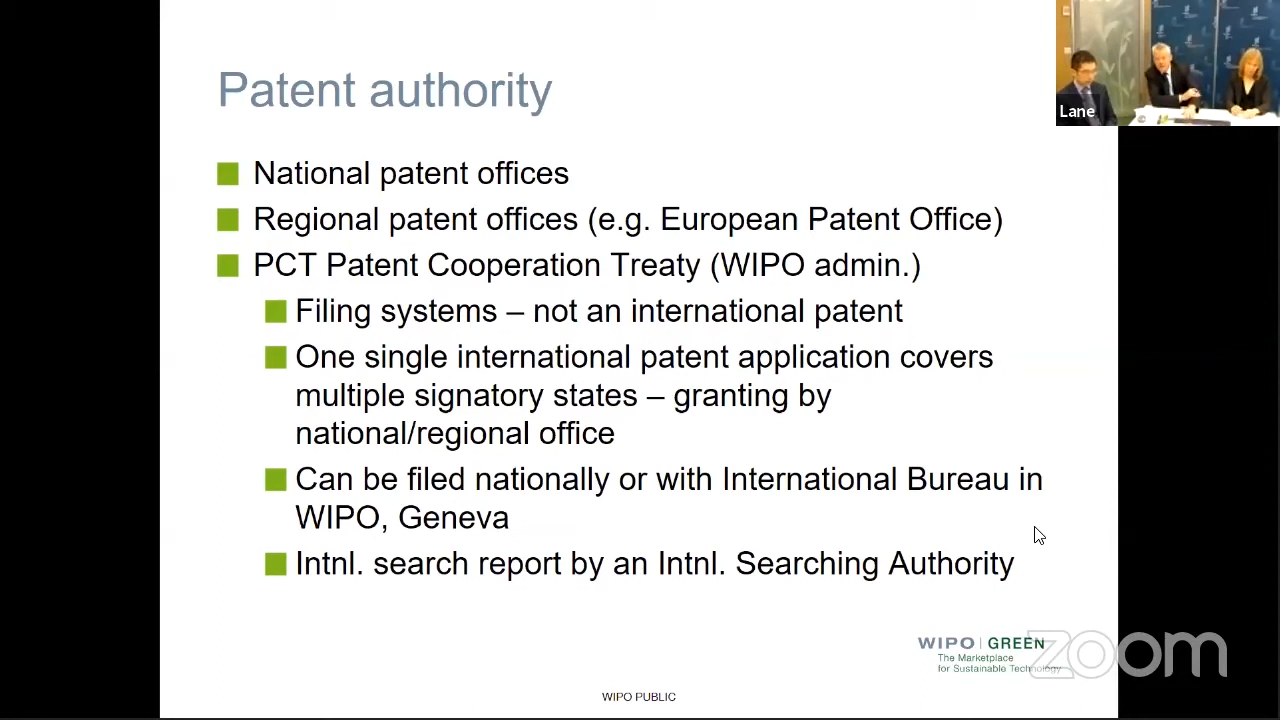 Patent authority
Lane
National patent offices
Regional patent offices (e.g. European Patent Office)
PCT Patent Cooperation Treaty (WIPO admin.)
Filing systems – not an international patent
One single international patent application covers
multiple signatory states – granting by
national/regional office
Can be filed nationally or with International Bureau in
WIPO, Geneva
Intnl. search report by an Intnl. Searching Authority
WIPO | GREEN
The Marketplace
for Sustainable Technology
zoom
WIPO PUBLIC